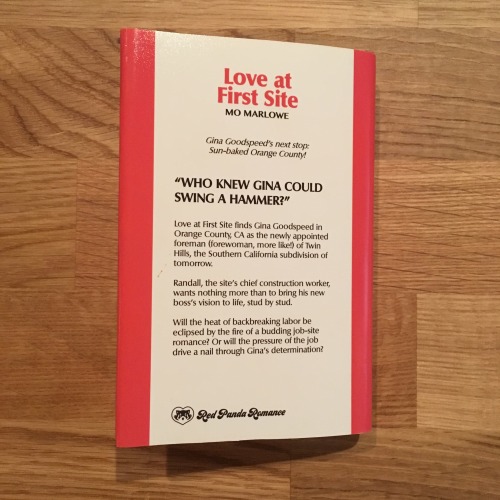 Love at
First Site
MO MARLOWE
Gina Goodspeed's next stop:
Sun-baked Orange County!
“WHO KNEW GINA COULD
SWING A HAMMER?”
Love at First Site finds Gina Goodspeed in
Orange County, CA as the newly appointed
foreman (forewoman, more like!) of Twin
Hills, the Southern California subdivision of
tomorrow.
Randall, the site's chief construction worker,
wants nothing more than to bring his new
boss's vision to life, stud by stud.
Will the heat of backbreaking labor be
eclipsed by the fire of a budding job-site
romance? Or will the pressure of the job
drive a nail through Gina's determination?
Red Panda Romance